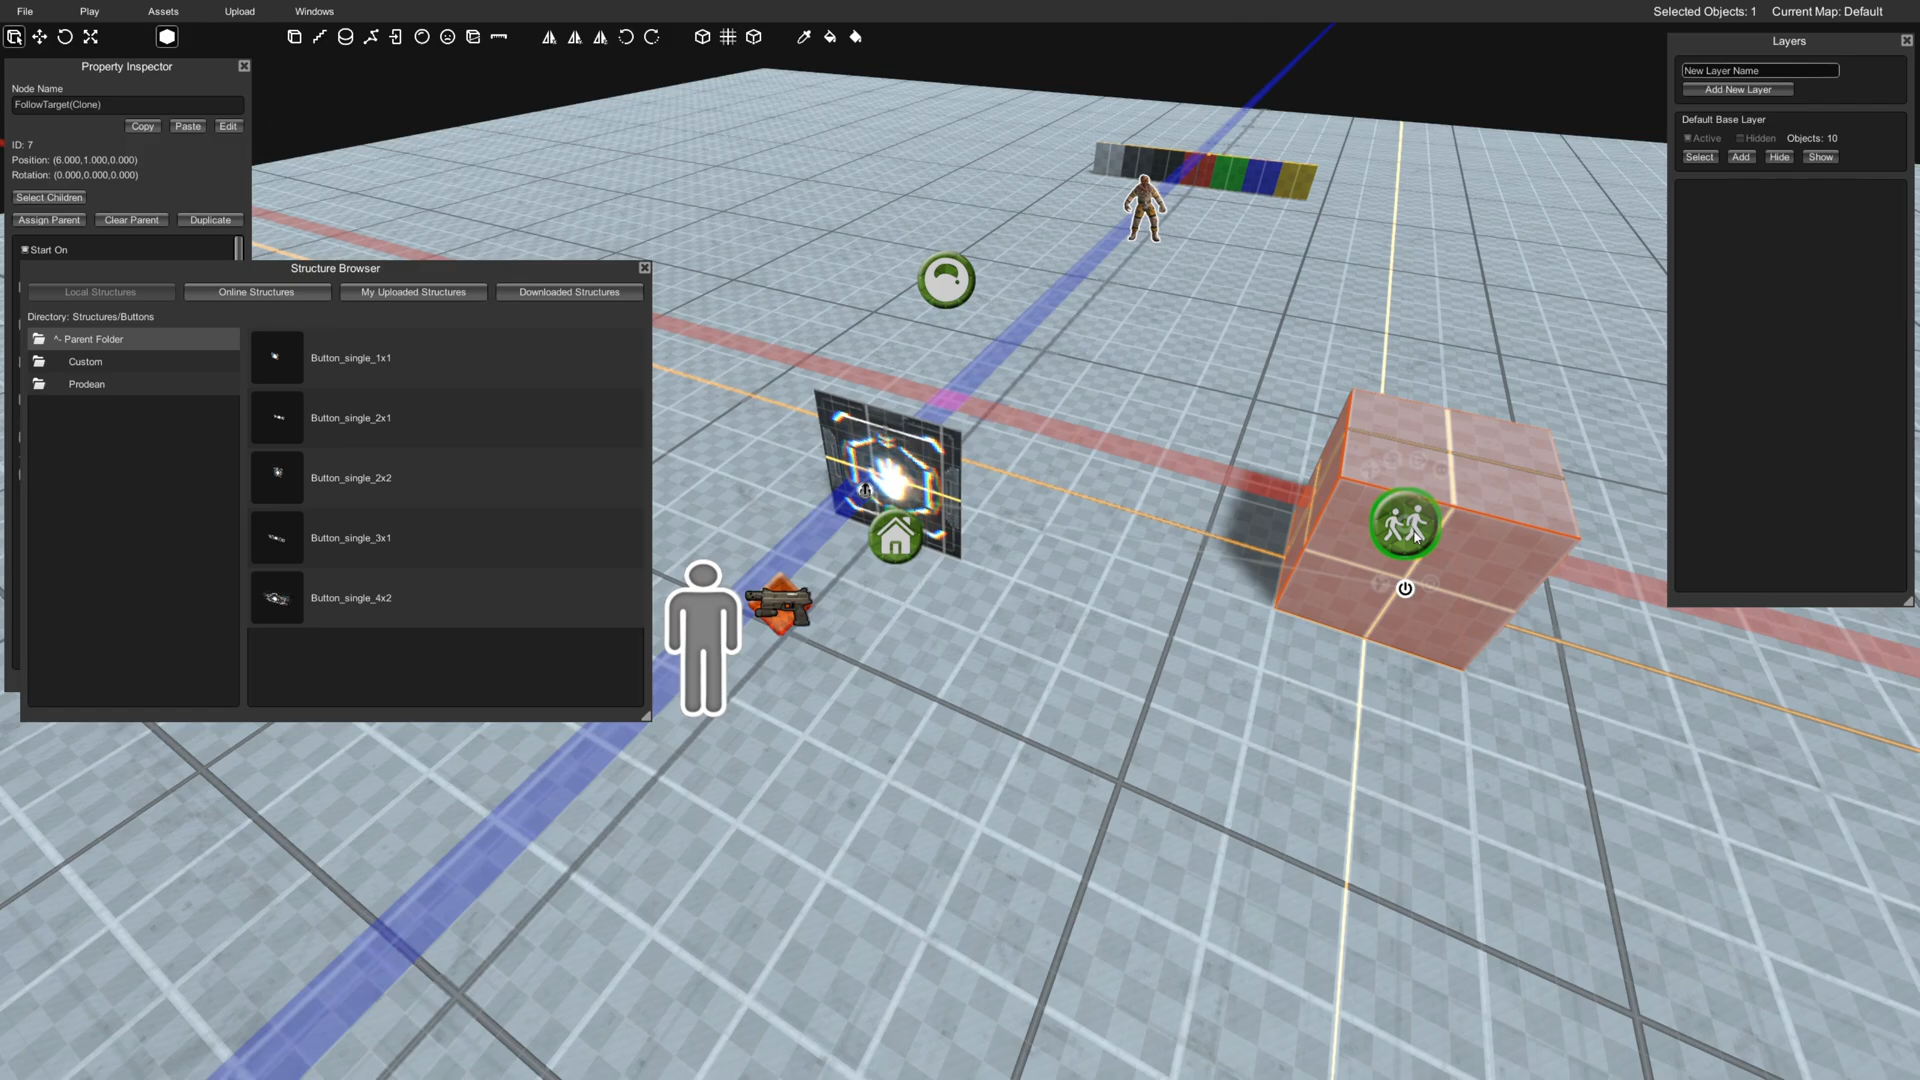 File Play Assets Upload Windows
Selected Objects: 1 Current Map: Default
Property Inspector
Node Name
FollowTarget(Clone)
Copy Paste Edit
ID: 7
Position: (6.000,1.000,0.000)
Rotation: (0.000,0.000,0.000)
Select Children
Assign Parent Clear Parent Duplicate
Start On
Structure Browser
Local Structures Online Structures My Uploaded Structures Downloaded Structures
Directory: Structures/Buttons
^- Parent Folder
Custom
Prodean
Button_single_1x1
Button_single_2x1
Button_single_2x2
Button_single_3x1
Button_single_4x2
Layers
New Layer Name
Add New Layer
Default Base Layer
Active Hidden Objects: 10
Select Add Hide Show